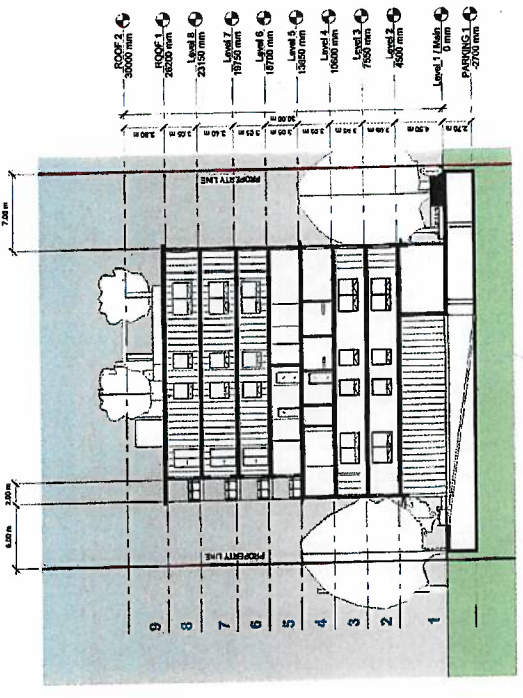 ROOF 2
30000 mm
ROOF 1
26200 mm
Level 8
23150 mm
Level 7
19750 mm
Level 6
16700 mm
Level 5
13650 mm
Level 4
10600 mm
Level 3
7550 mm
Level 2
4500 mm
Level 1 / Main
0 mm
PARKING 1
-2700 mm
30.00 m
3.80 m
3.05 m
3.40 m
3.05 m
3.05 m
3.05 m
3.05 m
3.05 m
4.50 m
2.70 m
7.00 m
2.00 m
6.00 m
PROPERTY LINE
PROPERTY LINE
9
8
7
6
5
4
3
2
1